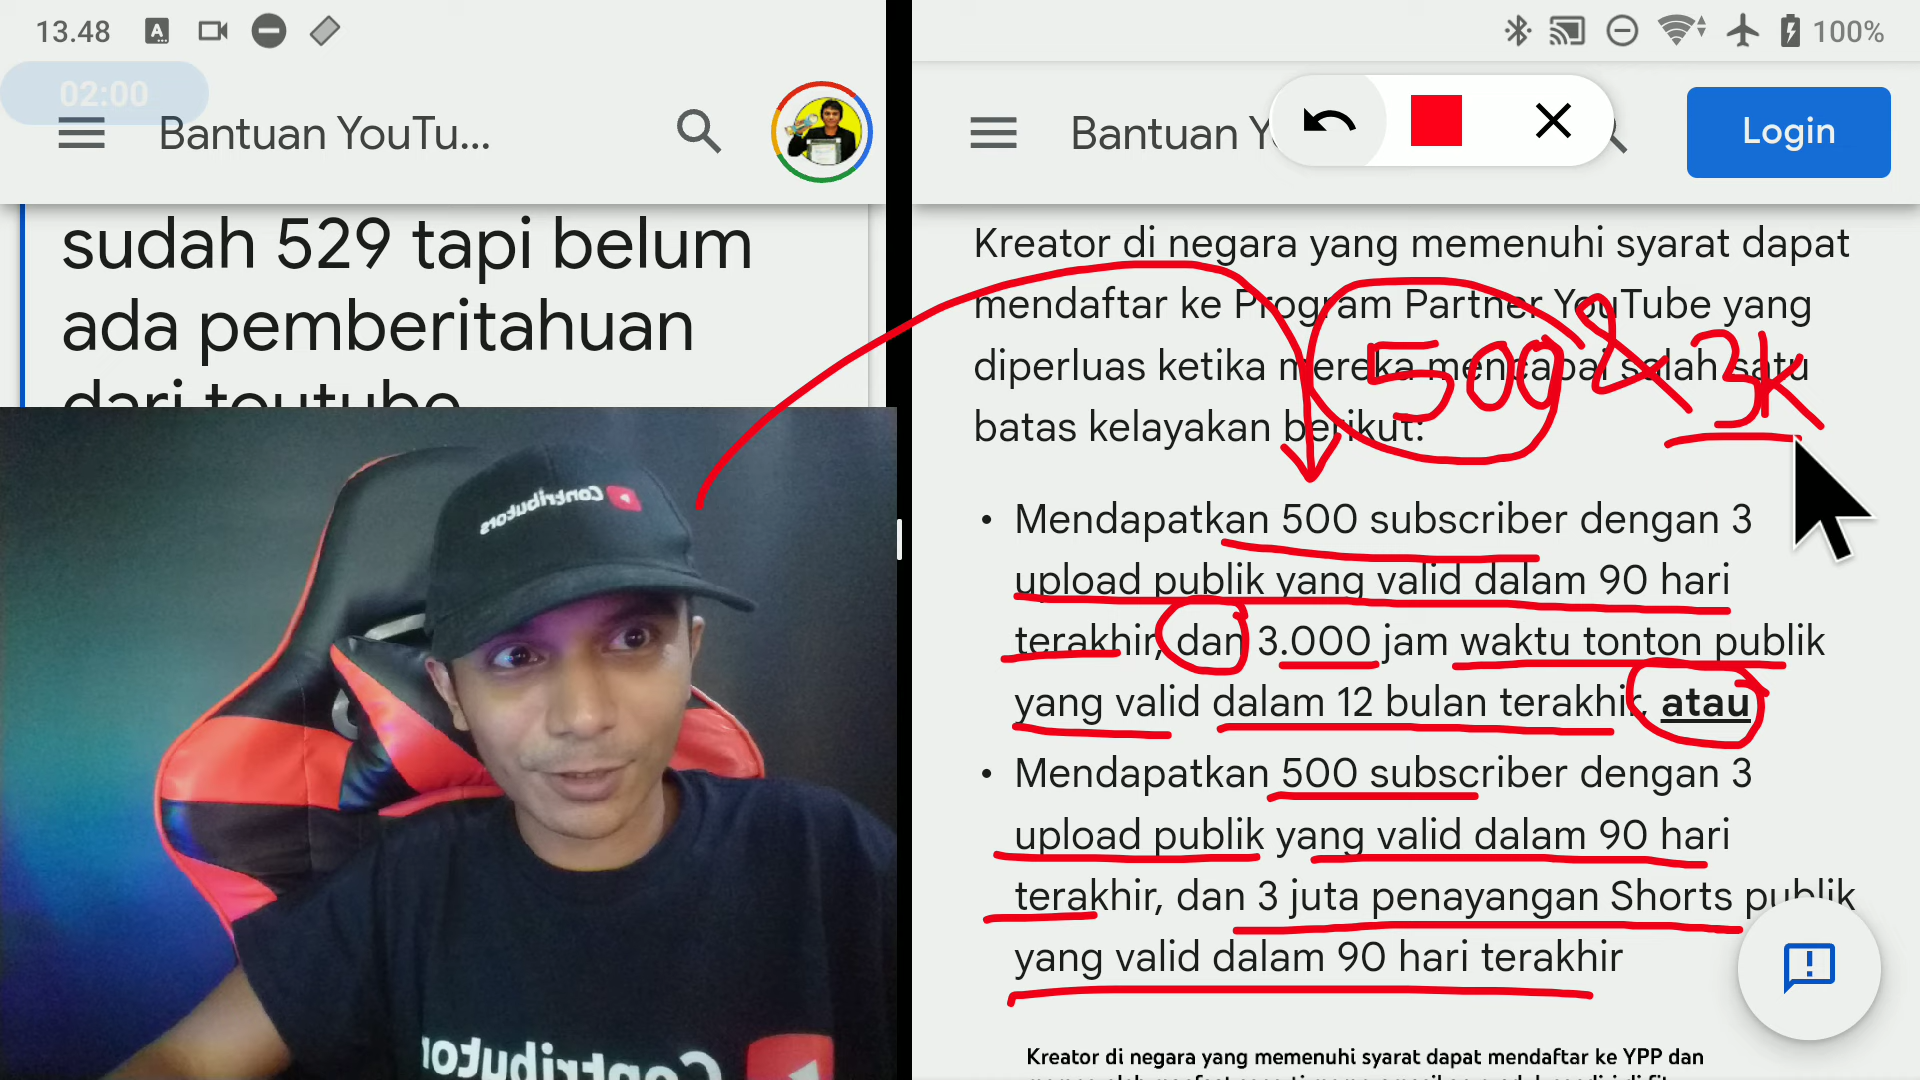 13.48
100%
02:00
Bantuan YouTu...
Bantuan Y
Login
sudah 529 tapi belum
ada pemberitahuan
dari
Kreator di negara yang memenuhi syarat dapat
mendaftar ke Program Partner YouTube yang
diperluas ketika mereka mencapai salah satu
batas kelayakan berikut:
500 & 3K
• Mendapatkan 500 subscriber dengan 3
upload publik yang valid dalam 90 hari
terakhir, dan 3.000 jam waktu tonton publik
yang valid dalam 12 bulan terakhir, atau
• Mendapatkan 500 subscriber dengan 3
upload publik yang valid dalam 90 hari
terakhir, dan 3 juta penayangan Shorts publik
yang valid dalam 90 hari terakhir
Kreator di negara yang memenuhi syarat dapat mendaftar ke YPP dan
Contributors
Contributor